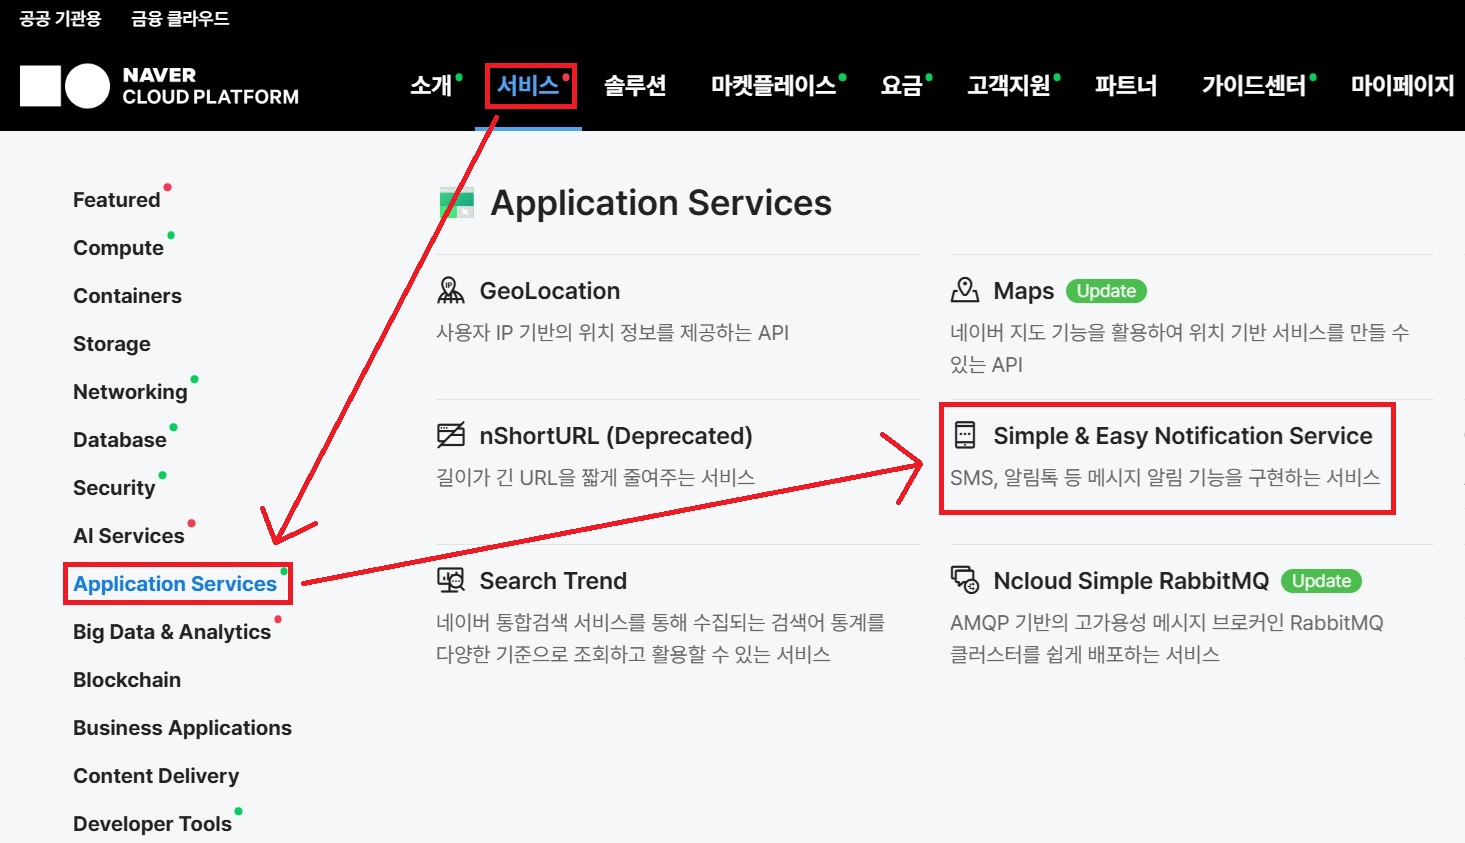 공공 기관용 금융 클라우드
NAVER
CLOUD PLATFORM
소개 서비스 솔루션 마켓플레이스 요금 고객지원 파트너 가이드센터 마이페이지
Featured
Compute
Containers
Storage
Networking
Database
Security
AI Services
Application Services
Big Data & Analytics
Blockchain
Business Applications
Content Delivery
Developer Tools
Application Services
GeoLocation
사용자 IP 기반의 위치 정보를 제공하는 API
Maps Update
네이버 지도 기능을 활용하여 위치 기반 서비스를 만들 수
있는 API
nShortURL (Deprecated)
길이가 긴 URL을 짧게 줄여주는 서비스
Simple & Easy Notification Service
SMS, 알림톡 등 메시지 알림 기능을 구현하는 서비스
Search Trend
네이버 통합검색 서비스를 통해 수집되는 검색어 통계를
다양한 기준으로 조회하고 활용할 수 있는 서비스
Ncloud Simple RabbitMQ Update
AMQP 기반의 고가용성 메시지 브로커인 RabbitMQ
클러스터를 쉽게 배포하는 서비스